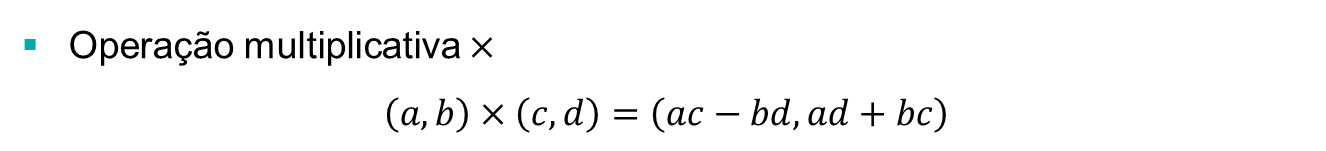 ▪ Operação multiplicativa ×
(a, b) × (c, d) = (ac − bd, ad + bc)